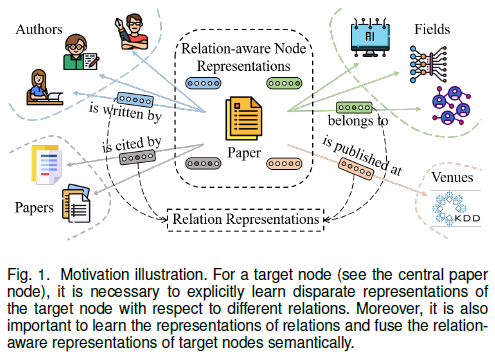 Authors
Relation-aware Node
Representations
AI
Fields
is written by
belongs to
is cited by
Paper
is published at
Papers
Venues
KDD
Relation Representations
Fig. 1. Motivation illustration. For a target node (see the central paper
node), it is necessary to explicitly learn disparate representations of
the target node with respect to different relations. Moreover, it is also
important to learn the representations of relations and fuse the relation-
aware representations of target nodes semantically.